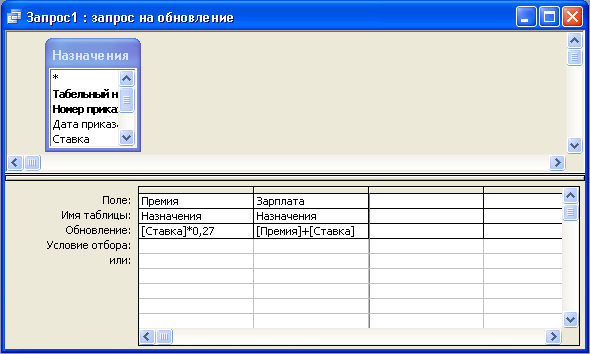 Запрос1 : запрос на обновление
Назначения
*
Табельный н
Номер прика
Дата приказ
Ставка
Поле: Премия Зарплата
Имя таблицы: Назначения Назначения
Обновление: [Ставка]*0,27 [Премия]+[Ставка]
Условие отбора:
или: